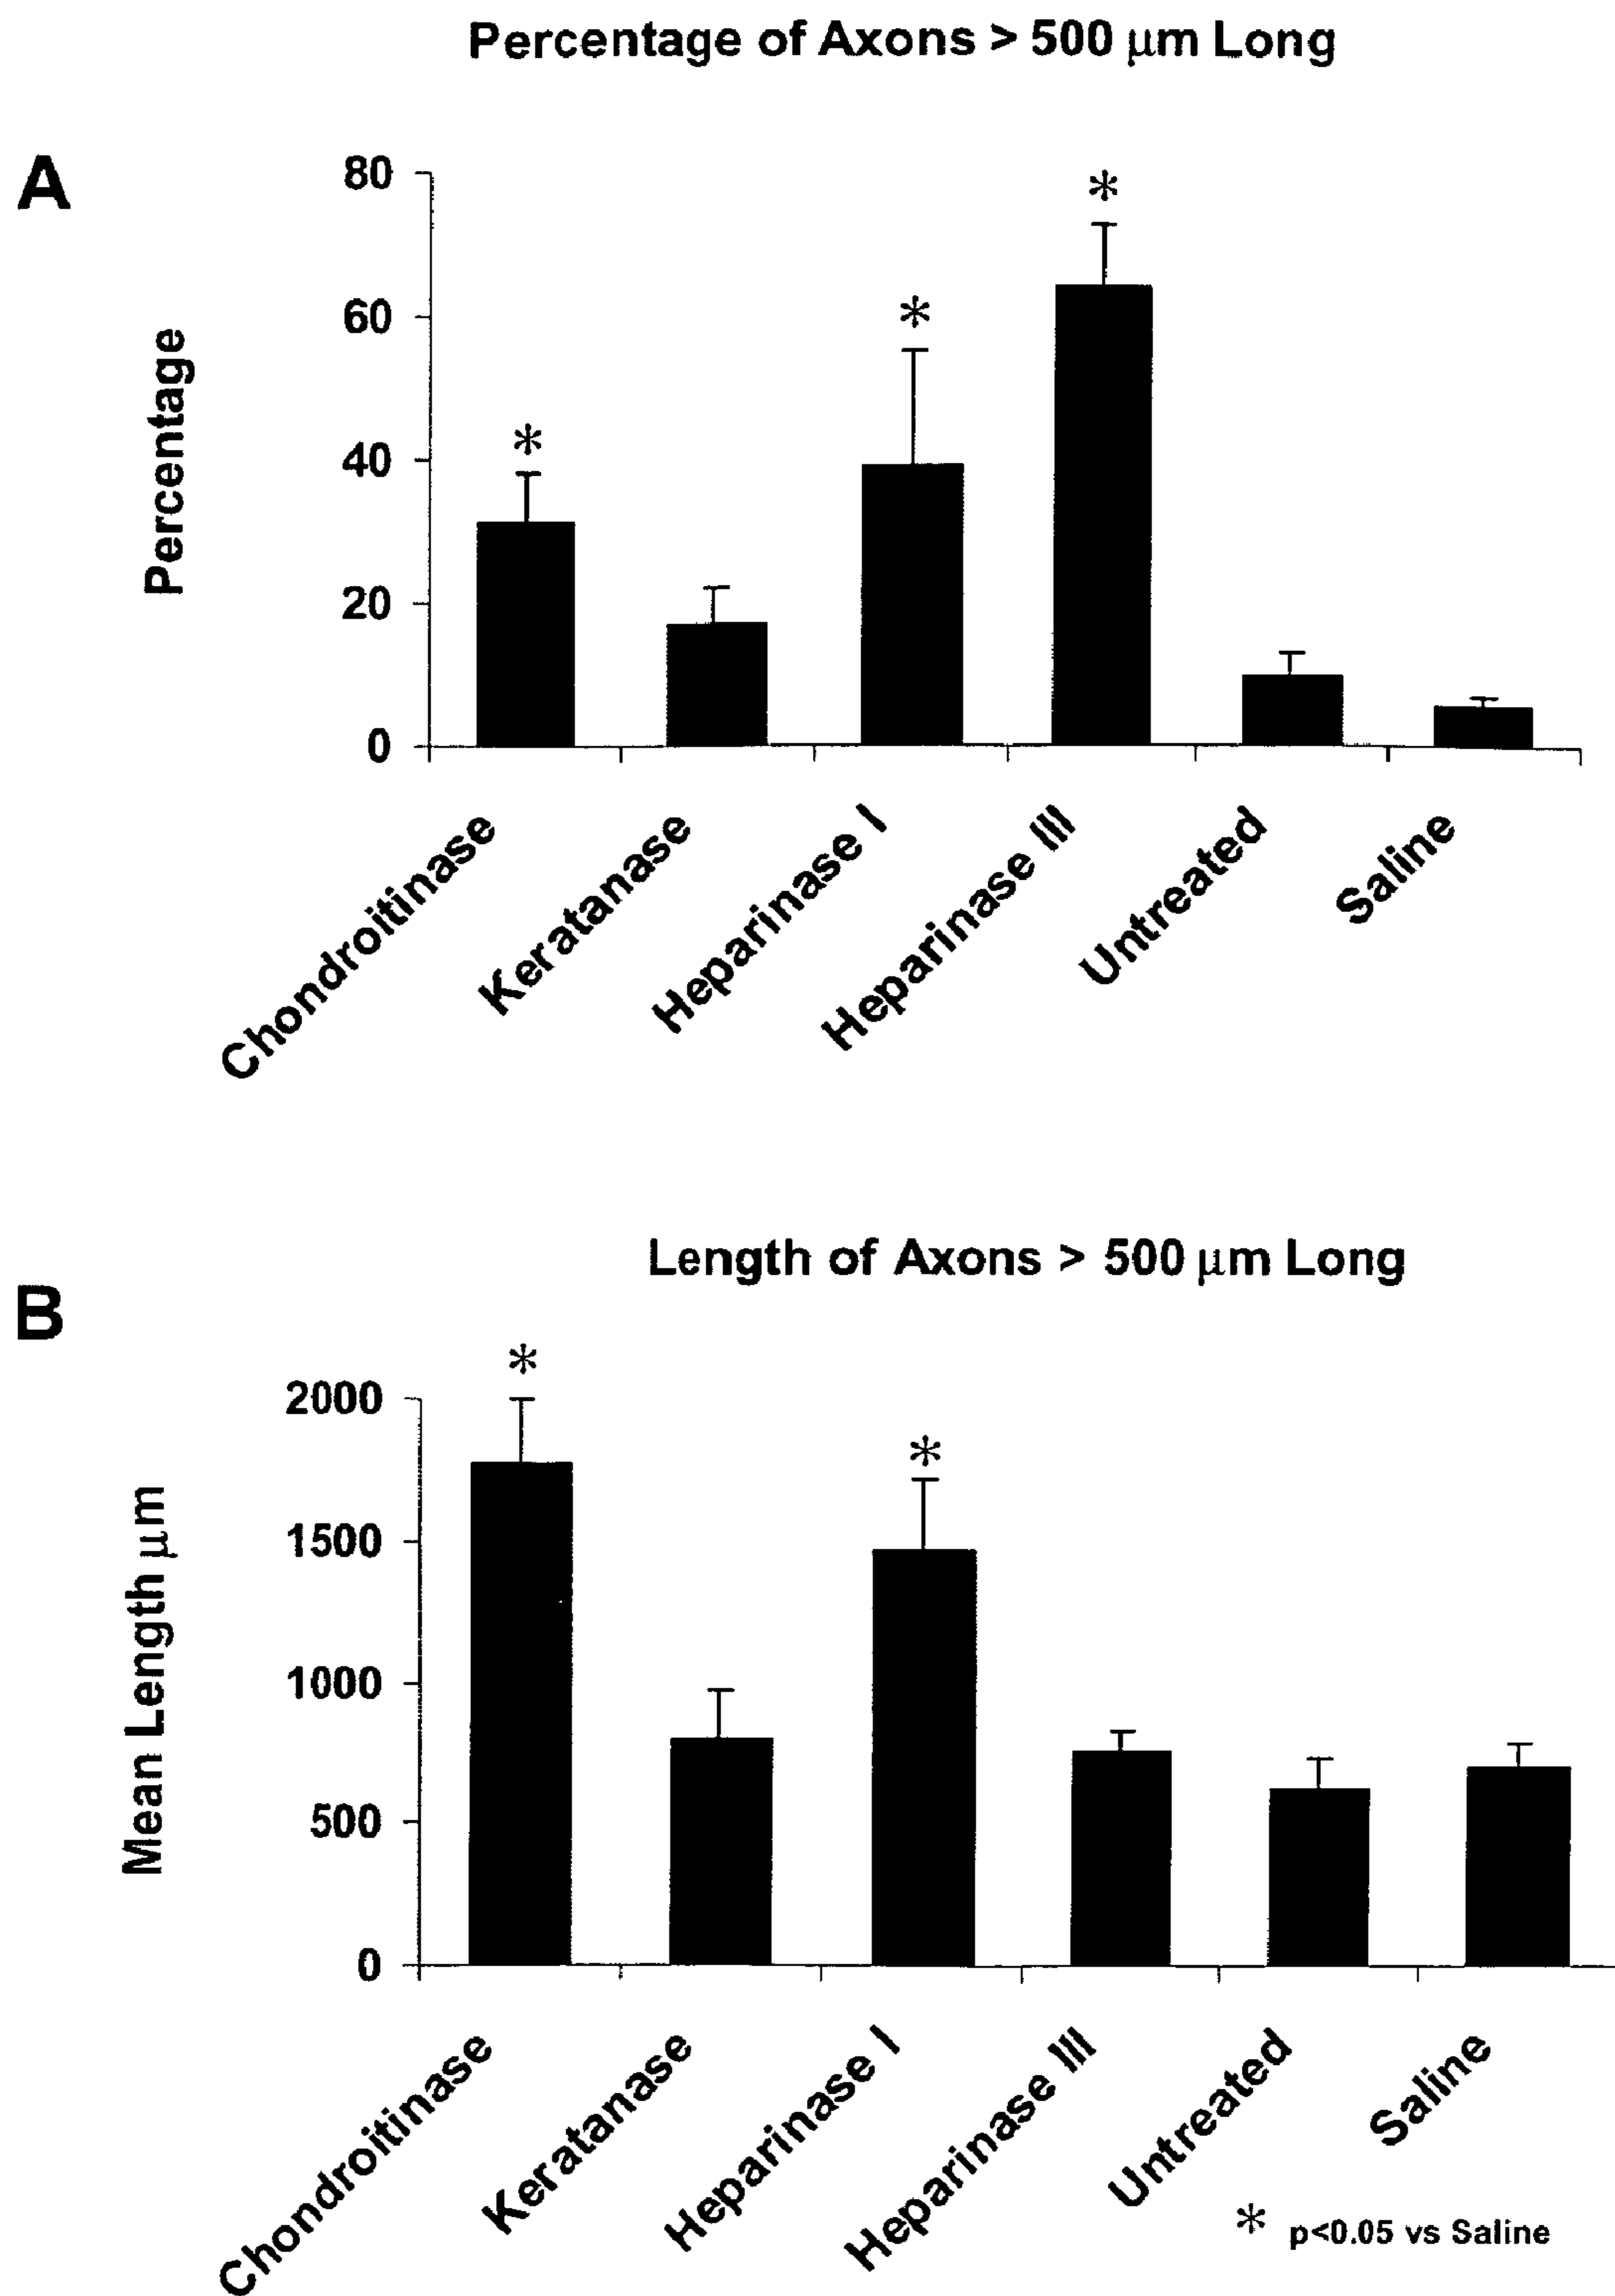 Percentage of Axons > 500 μm Long
A
Percentage
80
60
40
20
0
*
*
*
Chondroitinase
Keratanase
Heparinase I
Heparinase III
Untreated
Saline
Length of Axons > 500 μm Long
B
Mean Length μm
2000
1500
1000
500
0
*
*
Chondroitinase
Keratanase
Heparinase I
Heparinase III
Untreated
Saline
* p<0.05 vs Saline